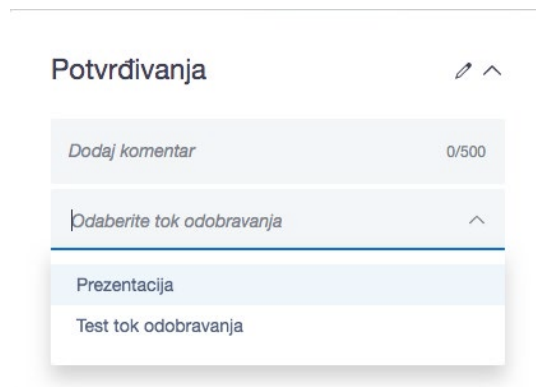 Potvrđivanja
Dodaj komentar 0/500
Odaberite tok odobravanja
Prezentacija
Test tok odobravanja